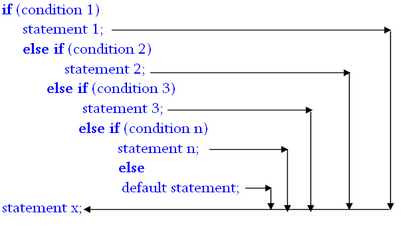 if (condition 1)
statement 1;
else if (condition 2)
statement 2;
else if (condition 3)
statement 3;
else if (condition n)
statement n;
else
default statement;
statement x;